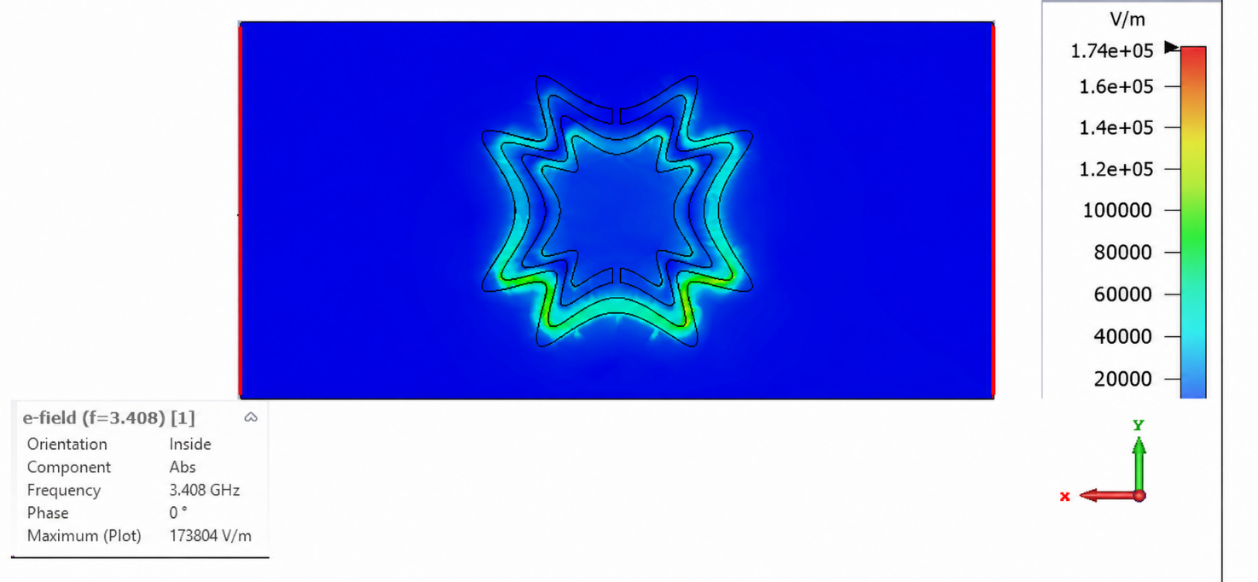 V/m
1.74e+05
1.6e+05
1.4e+05
1.2e+05
100000
80000
60000
40000
20000
e-field (f=3.408) [1]
Orientation Inside
Component Abs
Frequency 3.408 GHz
Phase 0 °
Maximum (Plot) 173804 V/m
Y
x